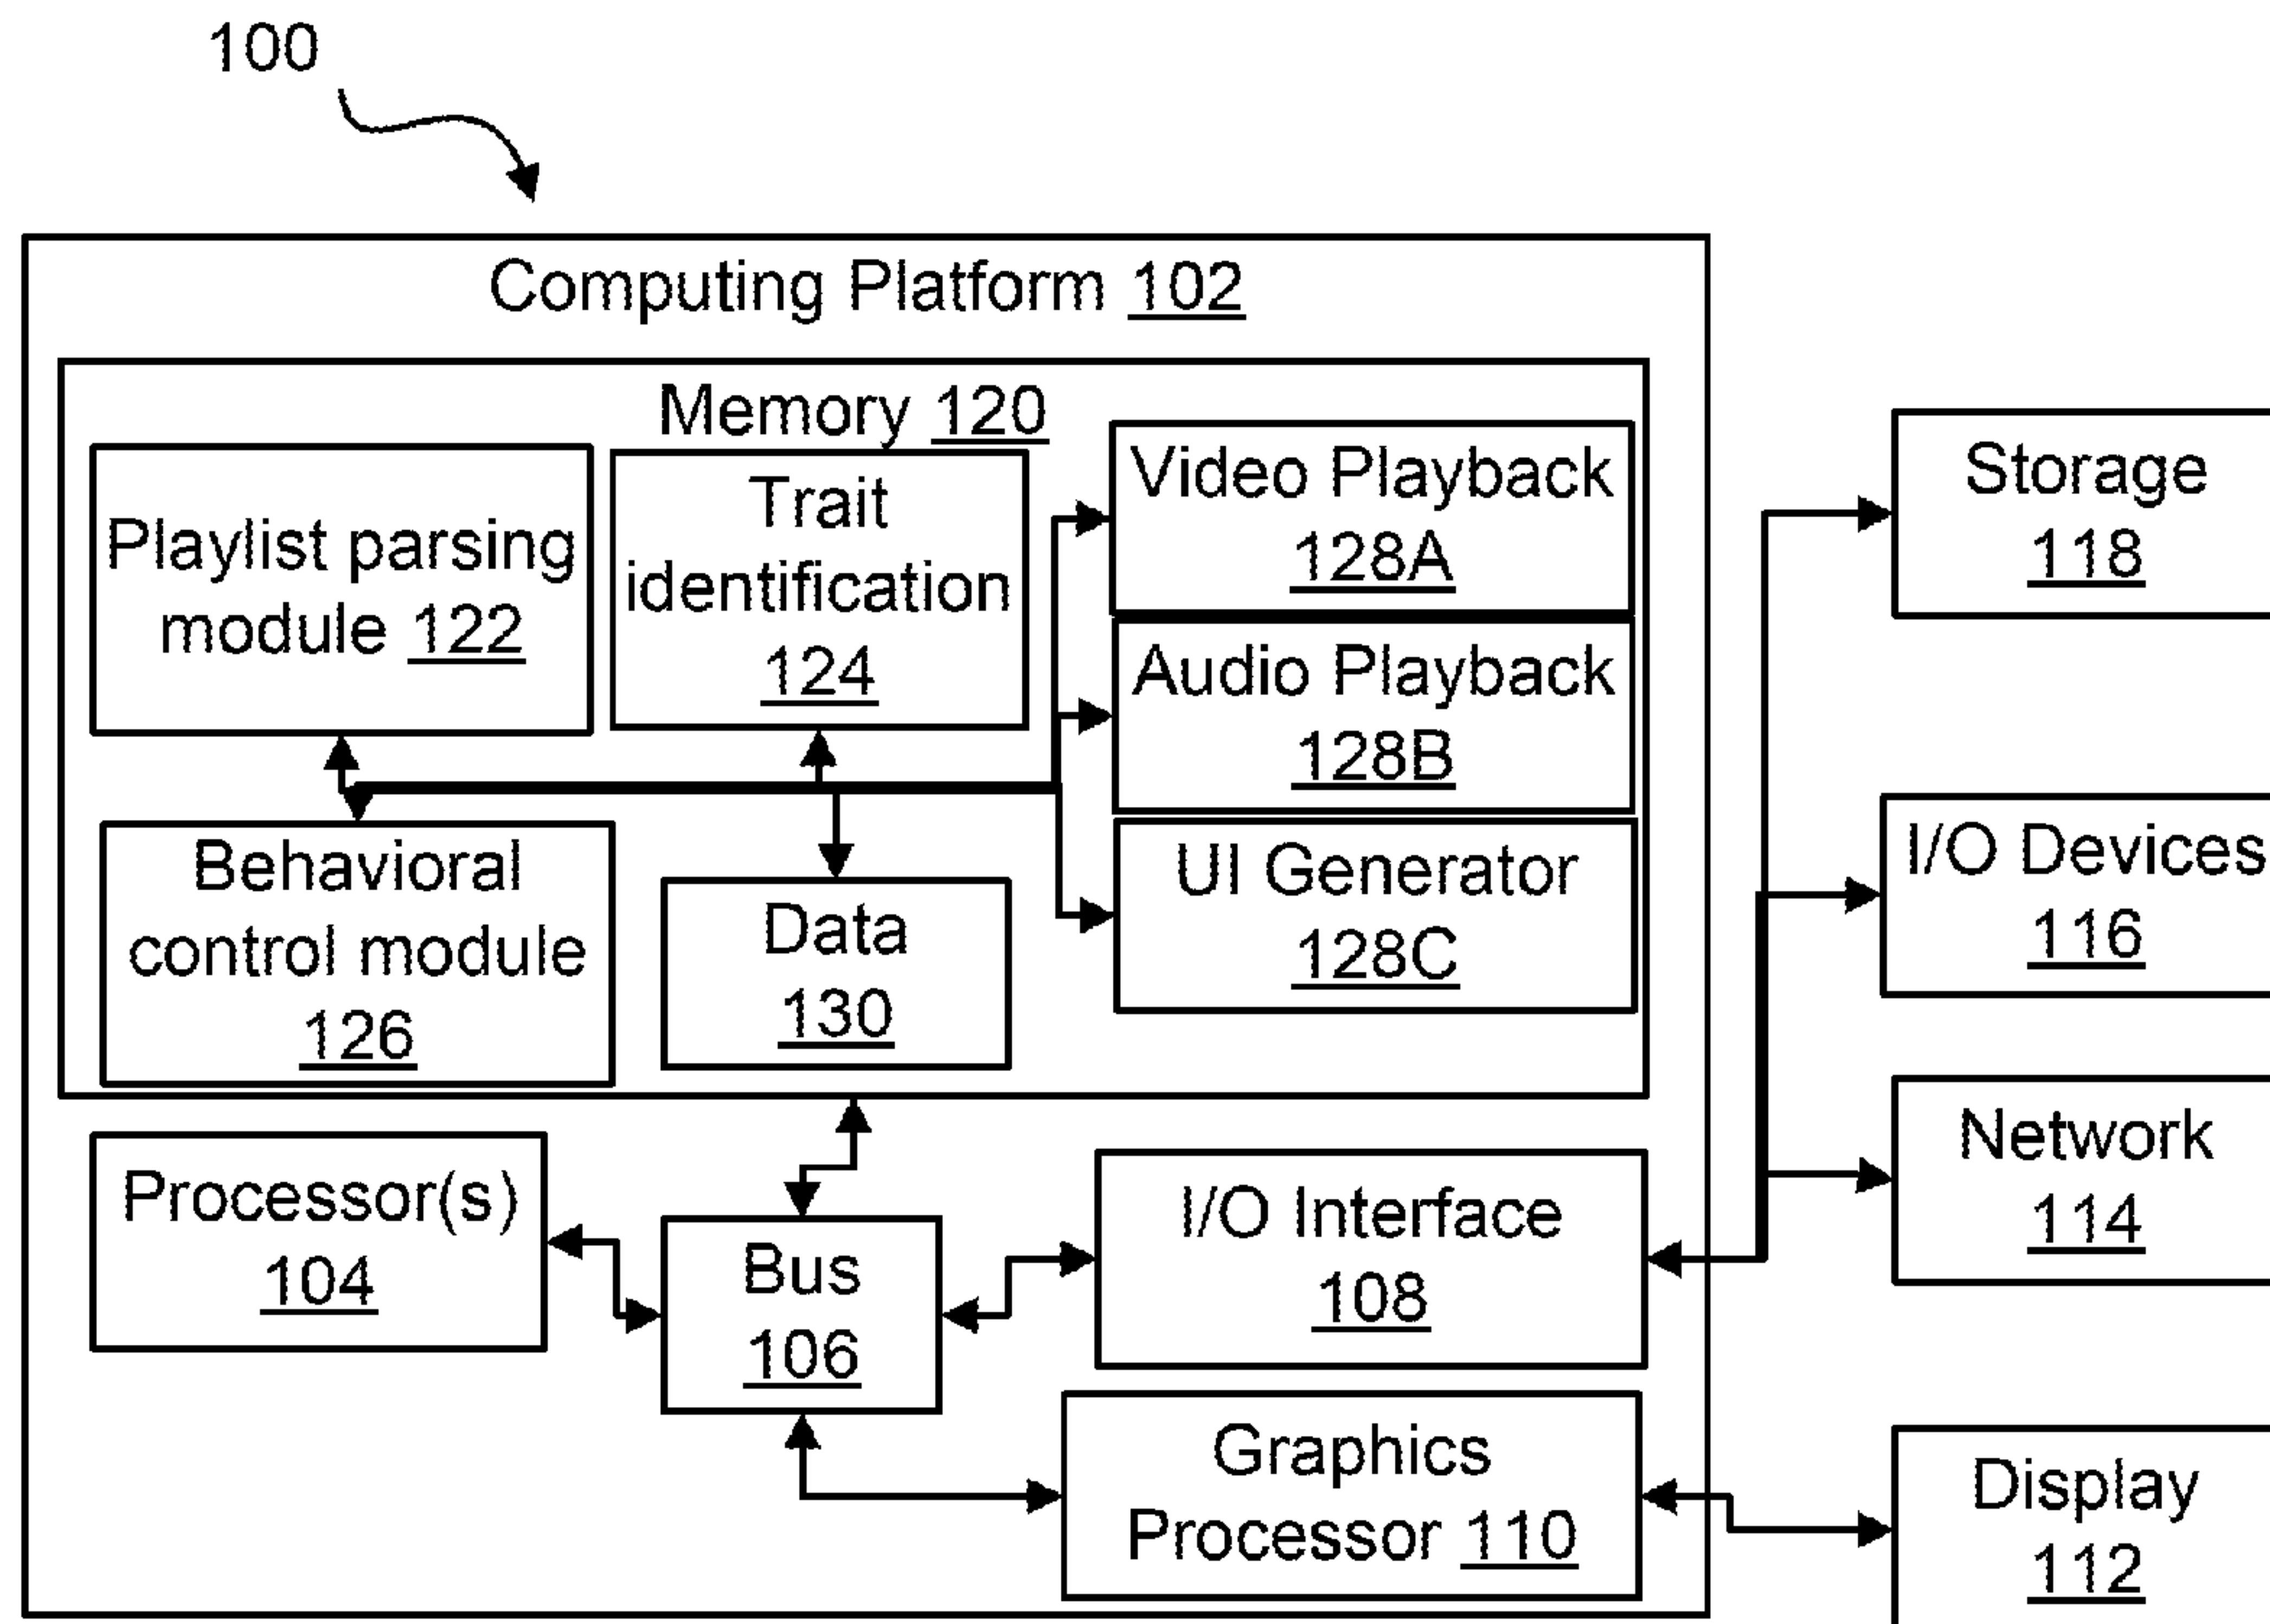 100
Computing Platform 102
Memory 120
Playlist parsing
module 122
Trait
identification
124
Video Playback
128A
Audio Playback
128B
Behavioral
control module
126
Data
130
UI Generator
128C
Processor(s)
104
Bus
106
I/O Interface
108
Graphics
Processor 110
Storage
118
I/O Devices
116
Network
114
Display
112